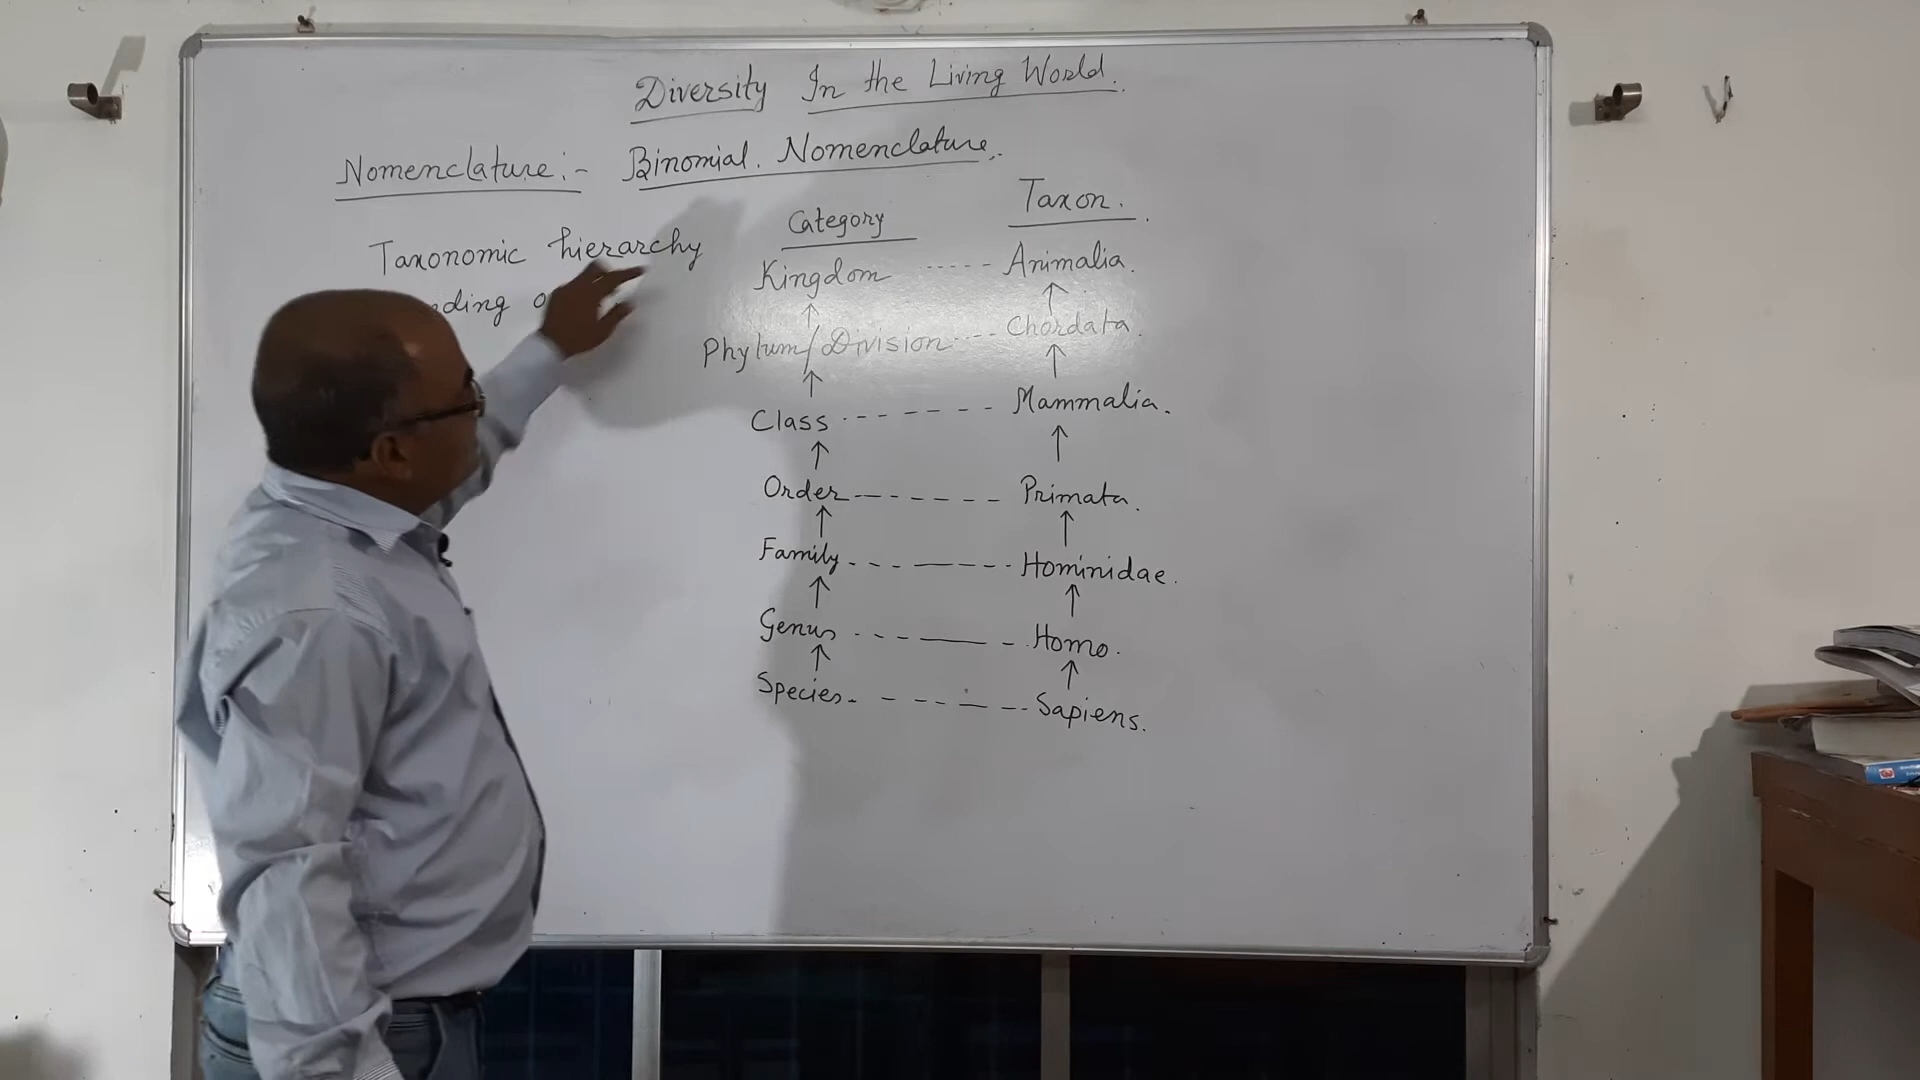 Diversity In the Living World.
Nomenclature:- Binomial. Nomenclature.
Category Taxon.
Taxonomic hierarchy
Kingdom ----- Animalia.
Phylum/Division --- Chordata.
Class ------- Mammalia.
Order ------- Primata.
Family ------ Hominidae.
Genus ------ Homo.
Species. ------ Sapiens.